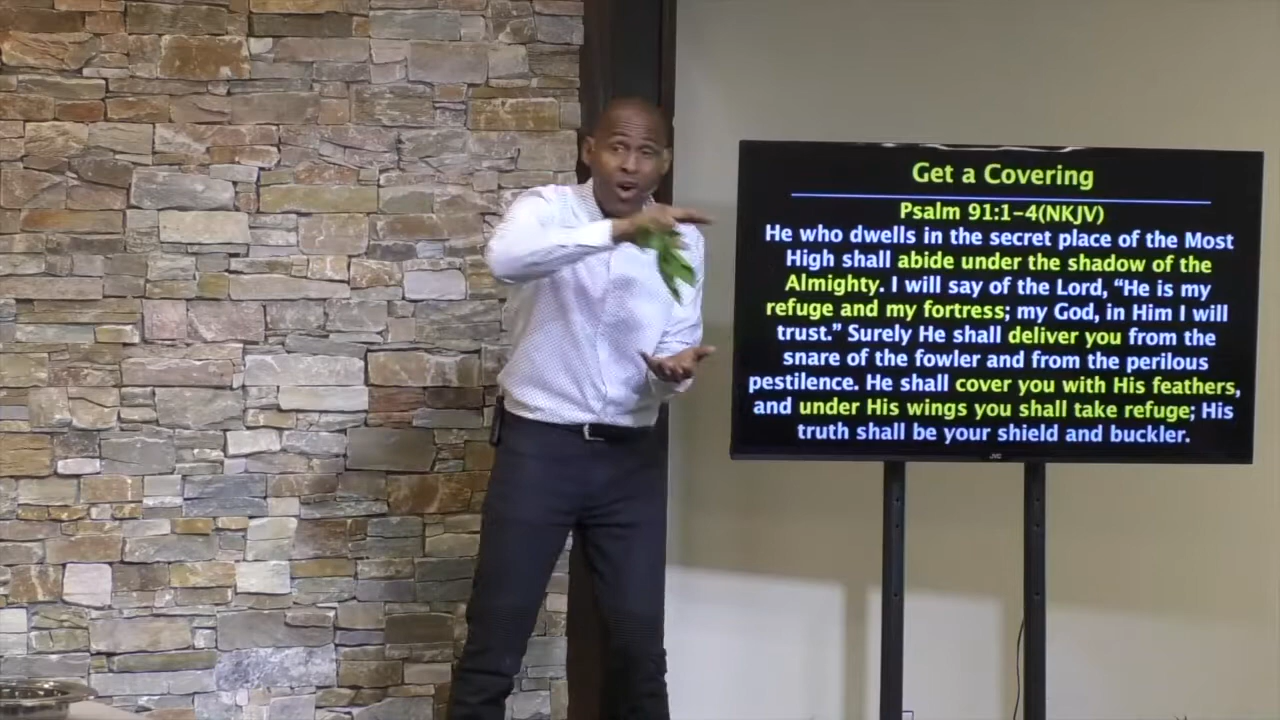 Get a Covering
Psalm 91:1-4(NKJV)
He who dwells in the secret place of the Most
High shall abide under the shadow of the
Almighty. I will say of the Lord, “He is my
refuge and my fortress; my God, in Him I will
trust.” Surely He shall deliver you from the
snare of the fowler and from the perilous
pestilence. He shall cover you with His feathers,
and under His wings you shall take refuge; His
truth shall be your shield and buckler.
JVC